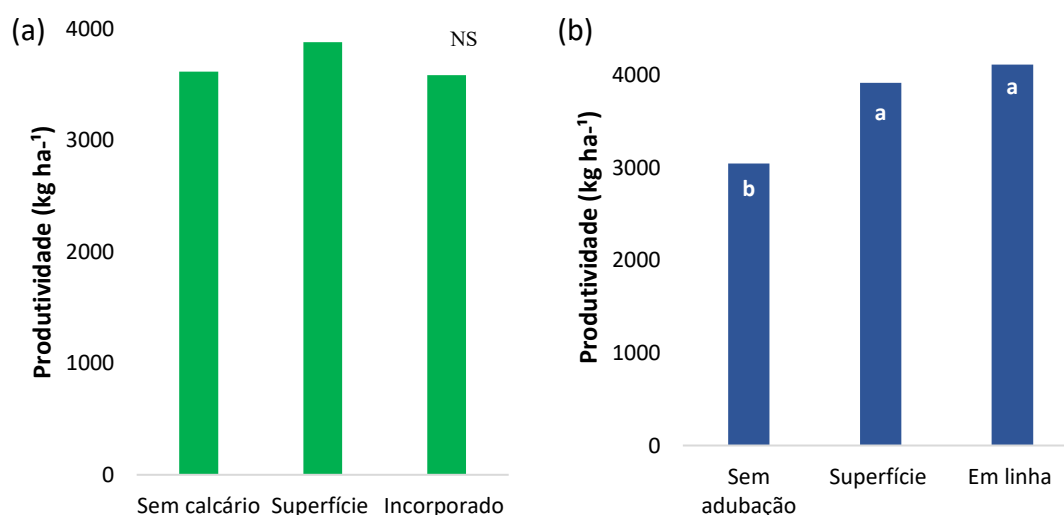 (a)
NS
Produtividade (kg ha-¹)
4000
3000
2000
1000
0
Sem calcário
Superfície
Incorporado
(b)
Produtividade (kg ha-¹)
4000
3000
2000
1000
0
b
a
a
Sem
adubação
Superfície
Em linha